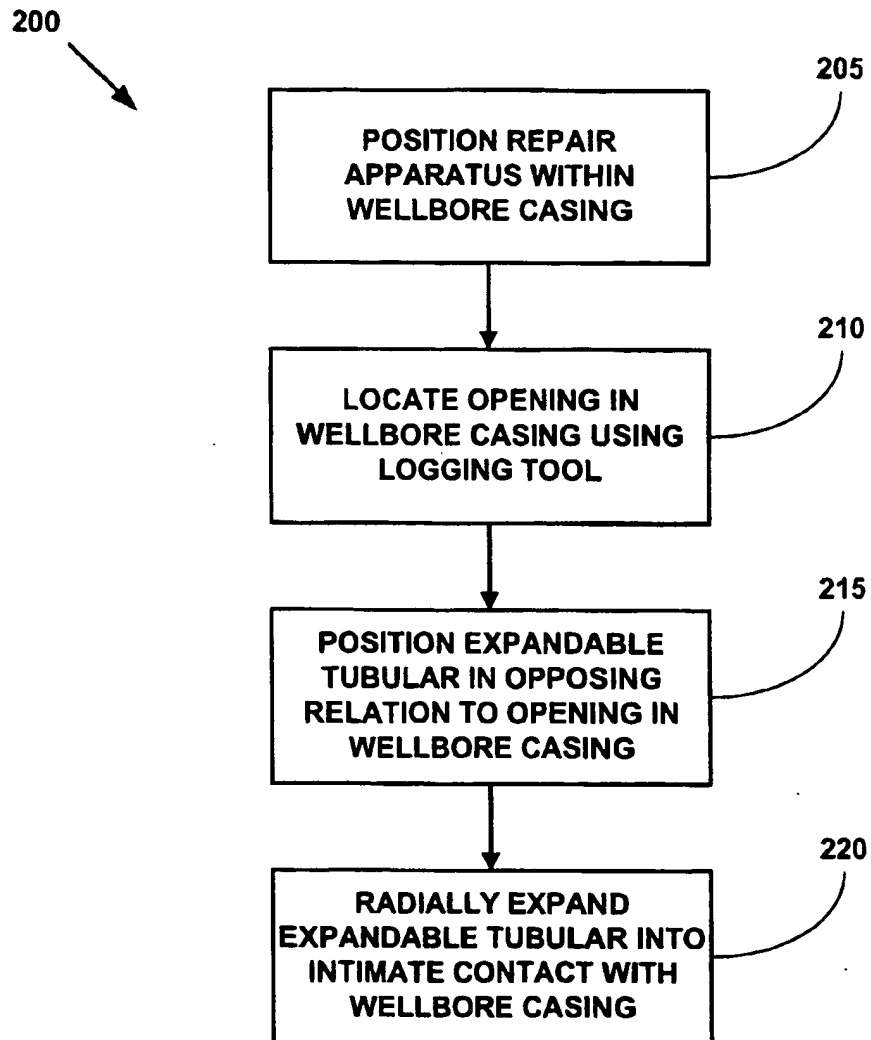 200
205
POSITION REPAIR
APPARATUS WITHIN
WELLBORE CASING
210
LOCATE OPENING IN
WELLBORE CASING USING
LOGGING TOOL
215
POSITION EXPANDABLE
TUBULAR IN OPPOSING
RELATION TO OPENING IN
WELLBORE CASING
220
RADIALLY EXPAND
EXPANDABLE TUBULAR INTO
INTIMATE CONTACT WITH
WELLBORE CASING